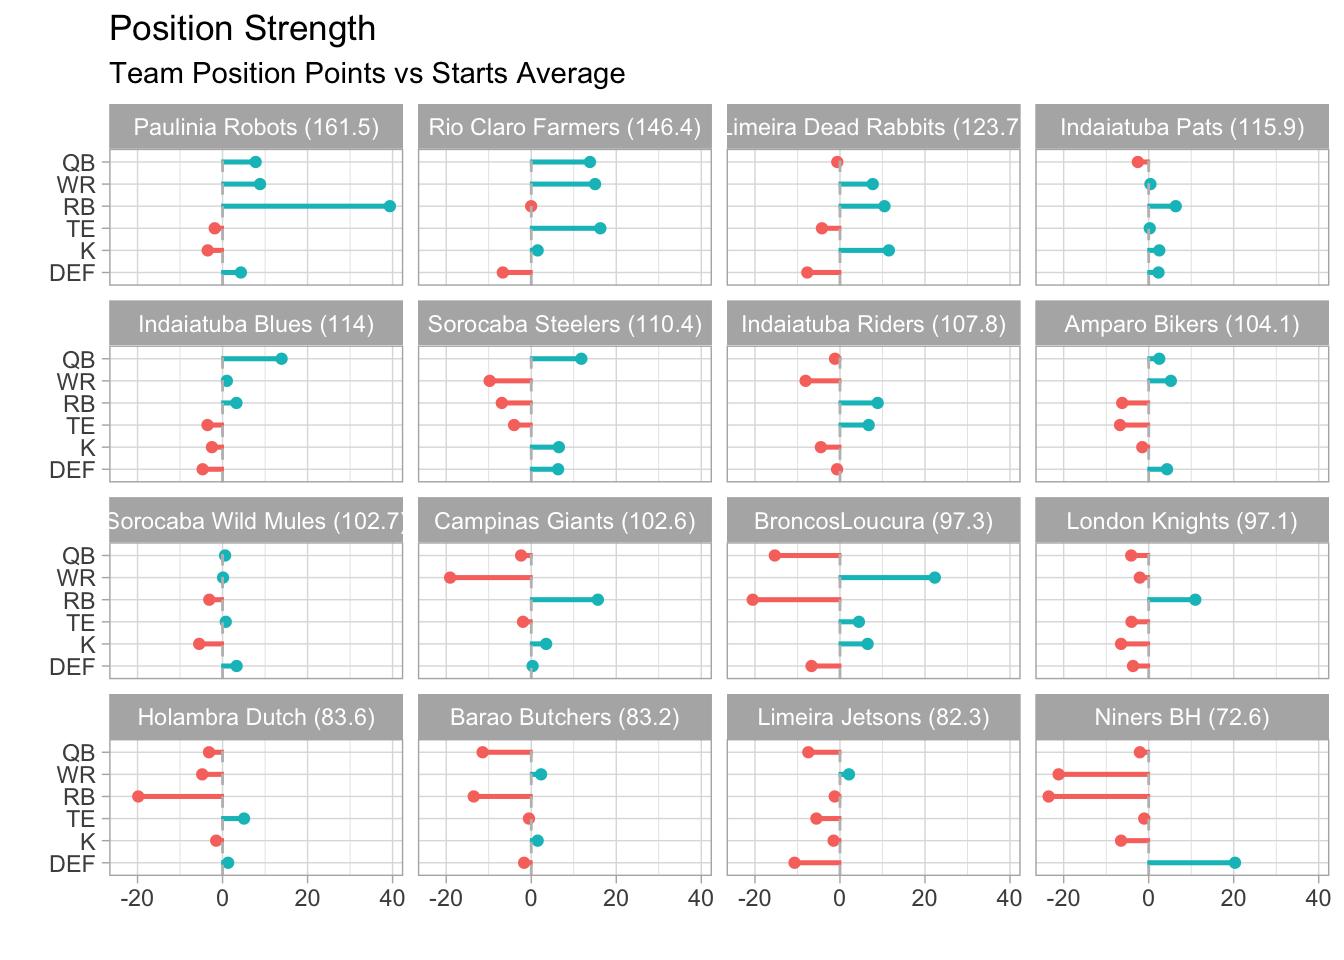 Position Strength
Team Position Points vs Starts Average
Paulinia Robots (161.5) Rio Claro Farmers (146.4) Limeira Dead Rabbits (123.7 Indaiatuba Pats (115.9)
QB
WR
RB
TE
K
DEF
Indaiatuba Blues (114) Sorocaba Steelers (110.4) Indaiatuba Riders (107.8) Amparo Bikers (104.1)
QB
WR
RB
TE
K
DEF
Sorocaba Wild Mules (102.7) Campinas Giants (102.6) BroncosLoucura (97.3) London Knights (97.1)
QB
WR
RB
TE
K
DEF
Holambra Dutch (83.6) Barao Butchers (83.2) Limeira Jetsons (82.3) Niners BH (72.6)
QB
WR
RB
TE
K
DEF
-20 0 20 40 -20 0 20 40 -20 0 20 40 -20 0 20 40